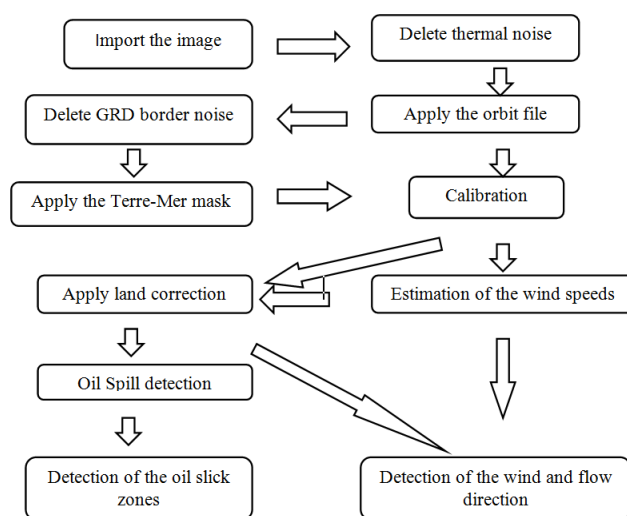 Import the image
Delete thermal noise
Delete GRD border noise
Apply the orbit file
Apply the Terre-Mer mask
Calibration
Apply land correction
Estimation of the wind speeds
Oil Spill detection
Detection of the oil slick
zones
Detection of the wind and flow
direction